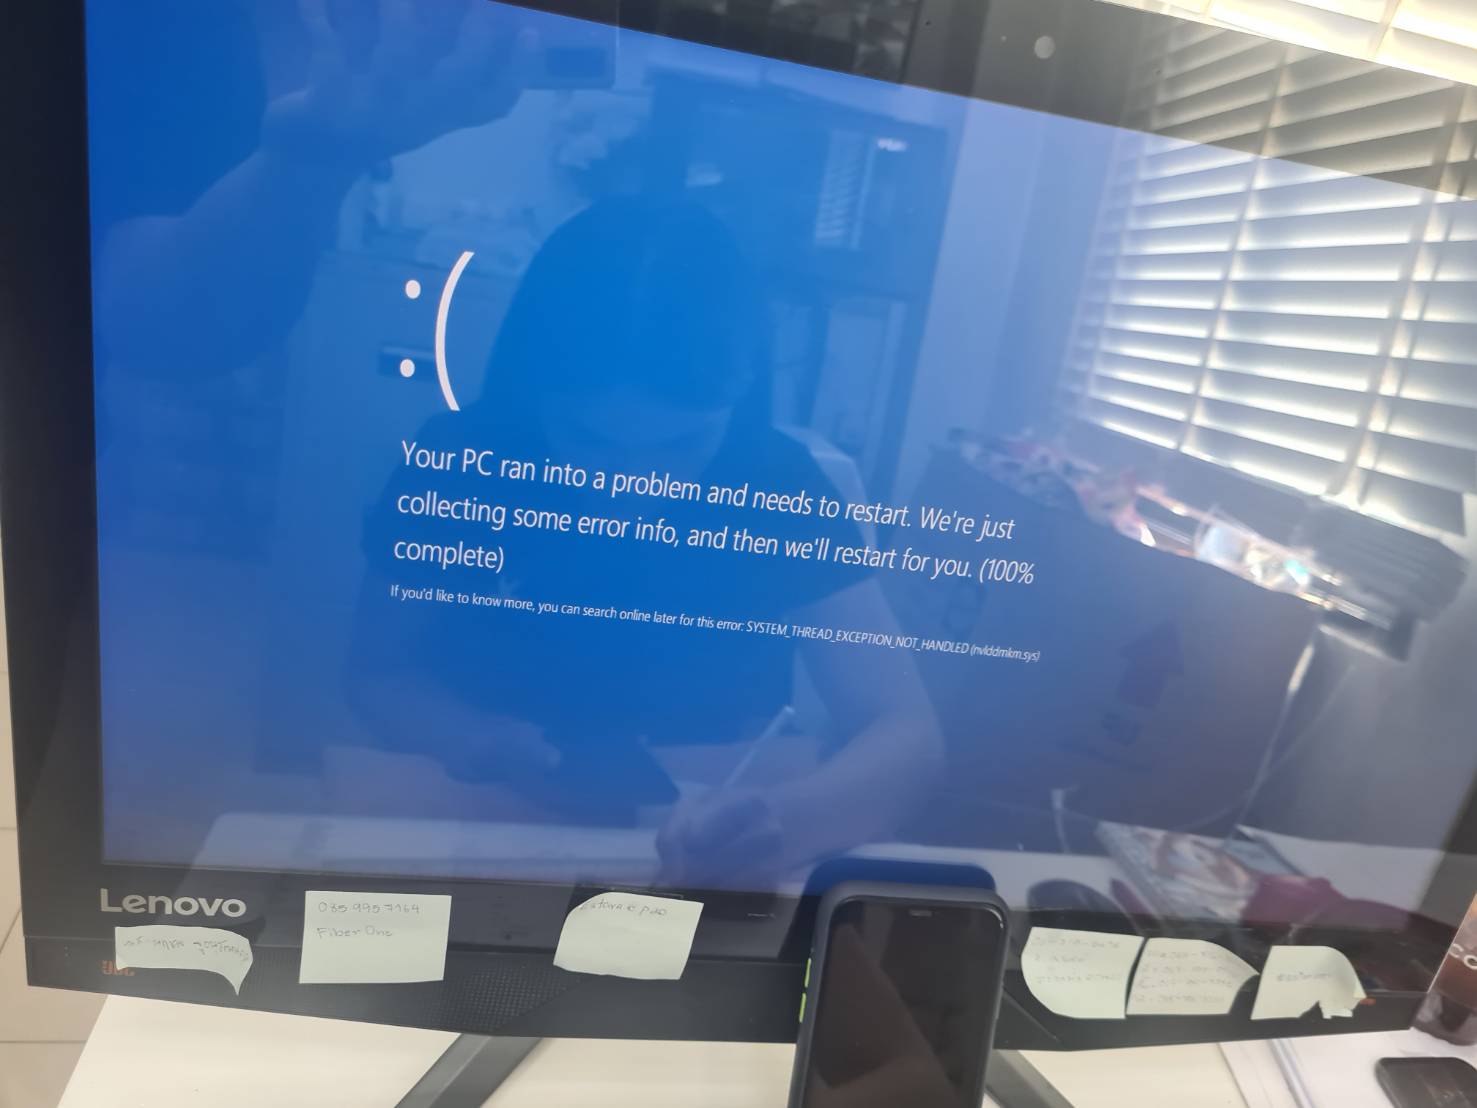 :(
Your PC ran into a problem and needs to restart. We're just
collecting some error info, and then we'll restart for you. (100%
complete)
If you'd like to know more, you can search online later for this error: SYSTEM_THREAD_EXCEPTION_NOT_HANDLED (nvlddmkm.sys)
Lenovo
0359957164
Fiber One
JBL